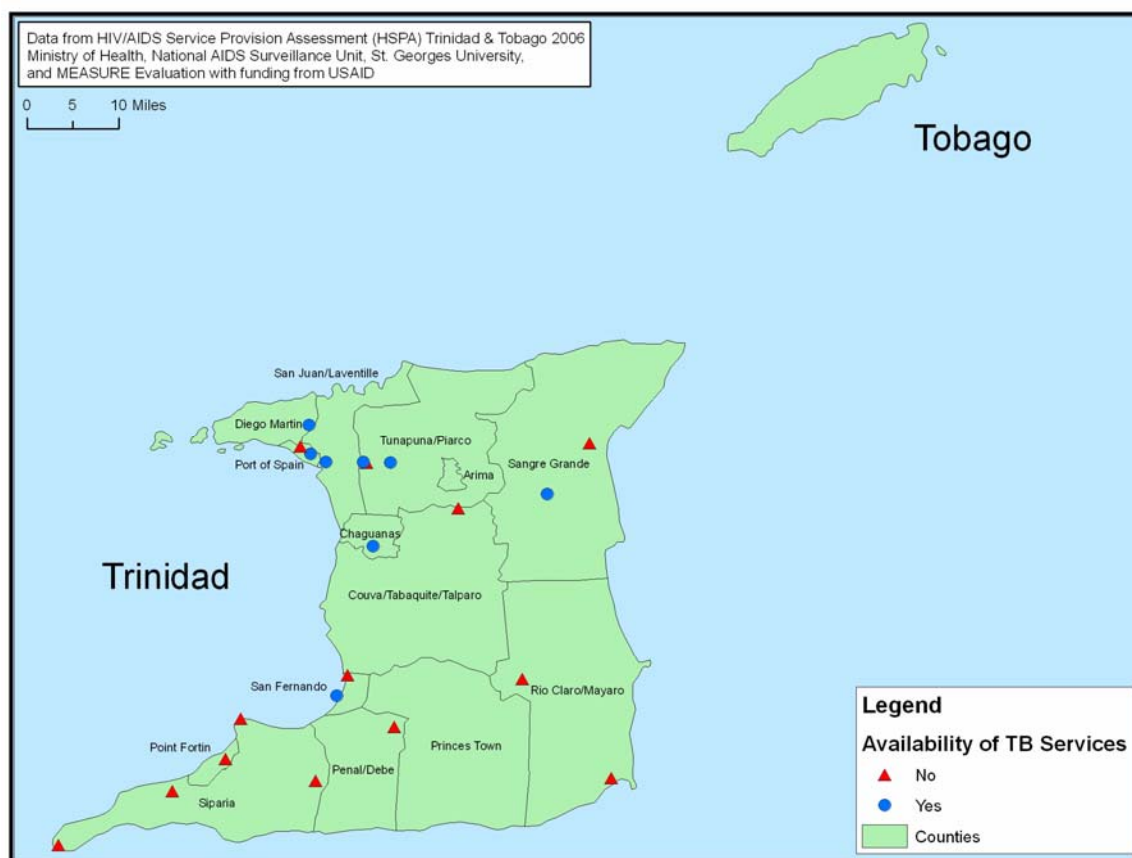 Data from HIV/AIDS Service Provision Assessment (HSPA) Trinidad & Tobago 2006
Ministry of Health, National AIDS Surveillance Unit, St. Georges University,
and MEASURE Evaluation with funding from USAID
0 5 10 Miles
Tobago
San Juan/Laventille
Diego Martin
Tunapuna/Piarco
Port of Spain
Sangre Grande
Arima
Chaguanas
Trinidad
Couva/Tabaquite/Talparo
San Fernando
Rio Claro/Mayaro
Point Fortin
Princes Town
Penal/Debe
Siparia
Legend
Availability of TB Services
No
Yes
Counties